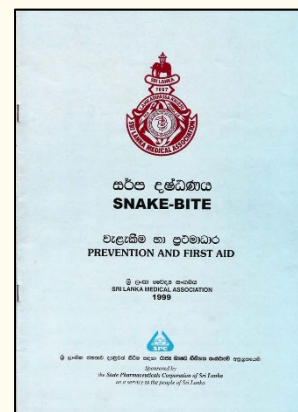 SRI LANKA
1887
SRI LANKA MEDICAL ASSOCIATION
සර්ප දෂ්ඨණය
SNAKE-BITE
වැළැකීම හා ප්‍රථමාධාර
PREVENTION AND FIRST AID
ශ්‍රී ලංකා වෛද්‍ය සංගමය
SRI LANKA MEDICAL ASSOCIATION
1999
SPC
Sponsored by
the State Pharmaceuticals Corporation of Sri Lanka
as a service to the people of Sri Lanka